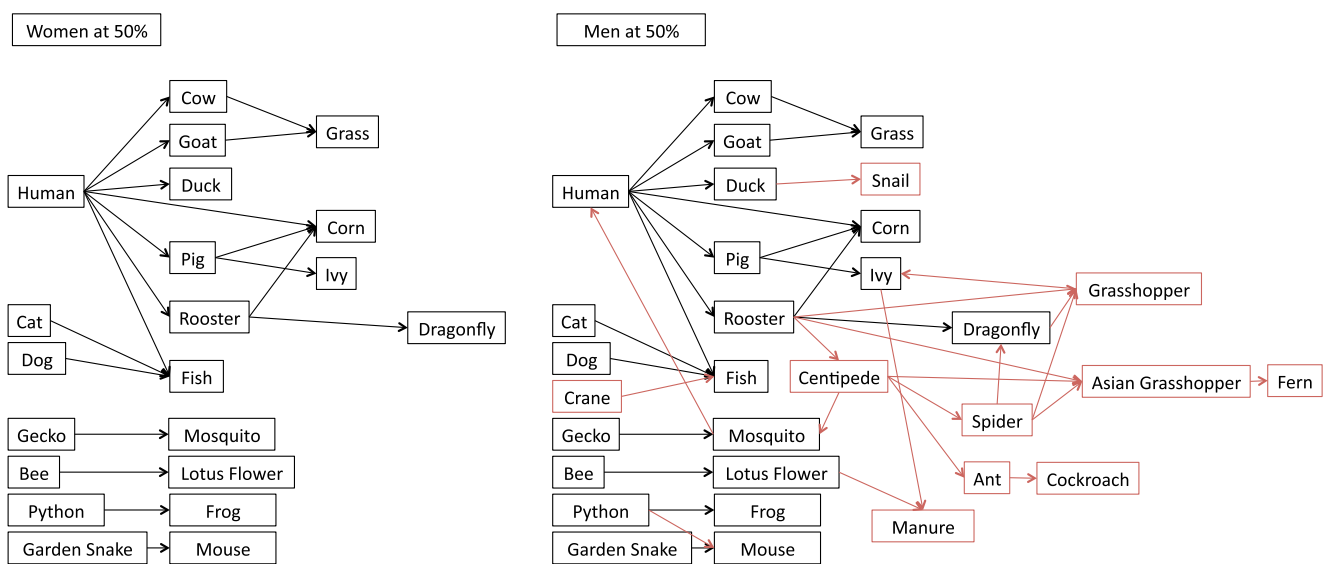 Women at 50%
Cow
Goat
Grass
Duck
Human
Corn
Pig
Ivy
Cat
Rooster
Dragonfly
Dog
Fish
Gecko
Mosquito
Bee
Lotus Flower
Python
Frog
Garden Snake
Mouse
Men at 50%
Cow
Goat
Grass
Duck
Snail
Human
Corn
Pig
Ivy
Grasshopper
Cat
Rooster
Dragonfly
Dog
Fish
Centipede
Asian Grasshopper
Fern
Crane
Spider
Gecko
Mosquito
Bee
Lotus Flower
Ant
Cockroach
Python
Frog
Manure
Garden Snake
Mouse